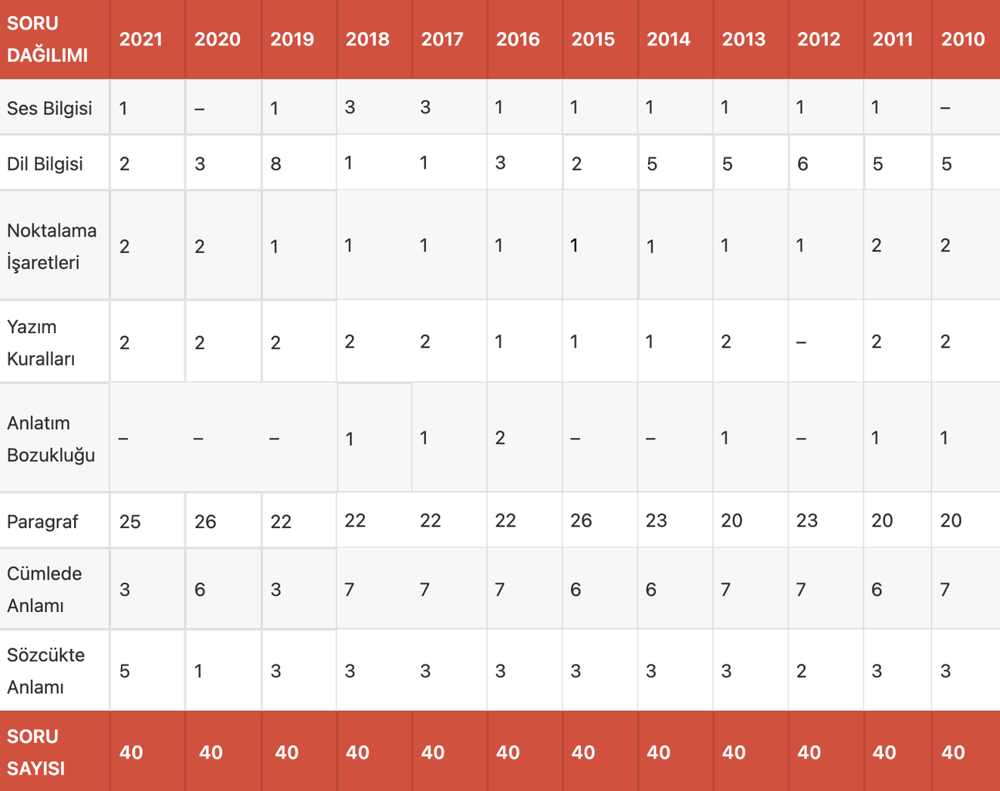 SORU
DAĞILIMI 2021 2020 2019 2018 2017 2016 2015 2014 2013 2012 2011 2010
Ses Bilgisi 1 – 1 3 3 1 1 1 1 1 1 –
Dil Bilgisi 2 3 8 1 1 3 2 5 5 6 5 5
Noktalama
İşaretleri 2 2 1 1 1 1 1 1 1 1 2 2
Yazım
Kuralları 2 2 2 2 2 1 1 1 2 – 2 2
Anlatım
Bozukluğu – – – 1 1 2 – – 1 – 1 1
Paragraf 25 26 22 22 22 22 26 23 20 23 20 20
Cümlede
Anlamı 3 6 3 7 7 7 6 6 7 7 6 7
Sözcükte
Anlamı 5 1 3 3 3 3 3 3 3 2 3 3
SORU
SAYISI 40 40 40 40 40 40 40 40 40 40 40 40